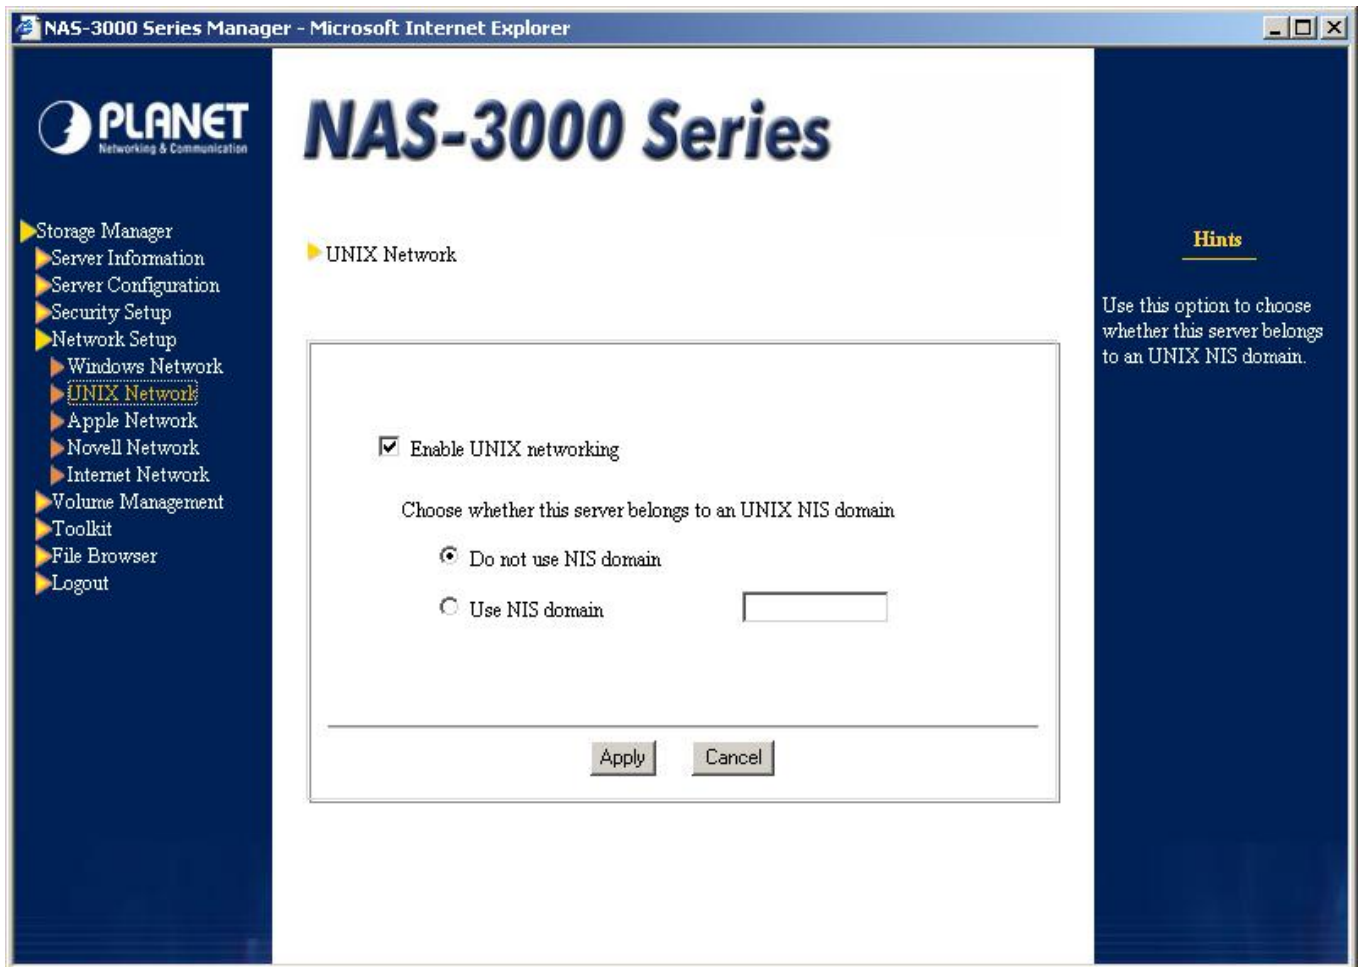 NAS-3000 Series Manager - Microsoft Internet Explorer
PLANET
Networking & Communication
NAS-3000 Series
Storage Manager
Server Information
Server Configuration
Security Setup
Network Setup
Windows Network
UNIX Network
Apple Network
Novell Network
Internet Network
Volume Management
Toolkit
File Browser
Logout
UNIX Network
Enable UNIX networking
Choose whether this server belongs to an UNIX NIS domain
Do not use NIS domain
Use NIS domain
Apply
Cancel
Hints
Use this option to choose
whether this server belongs
to an UNIX NIS domain.